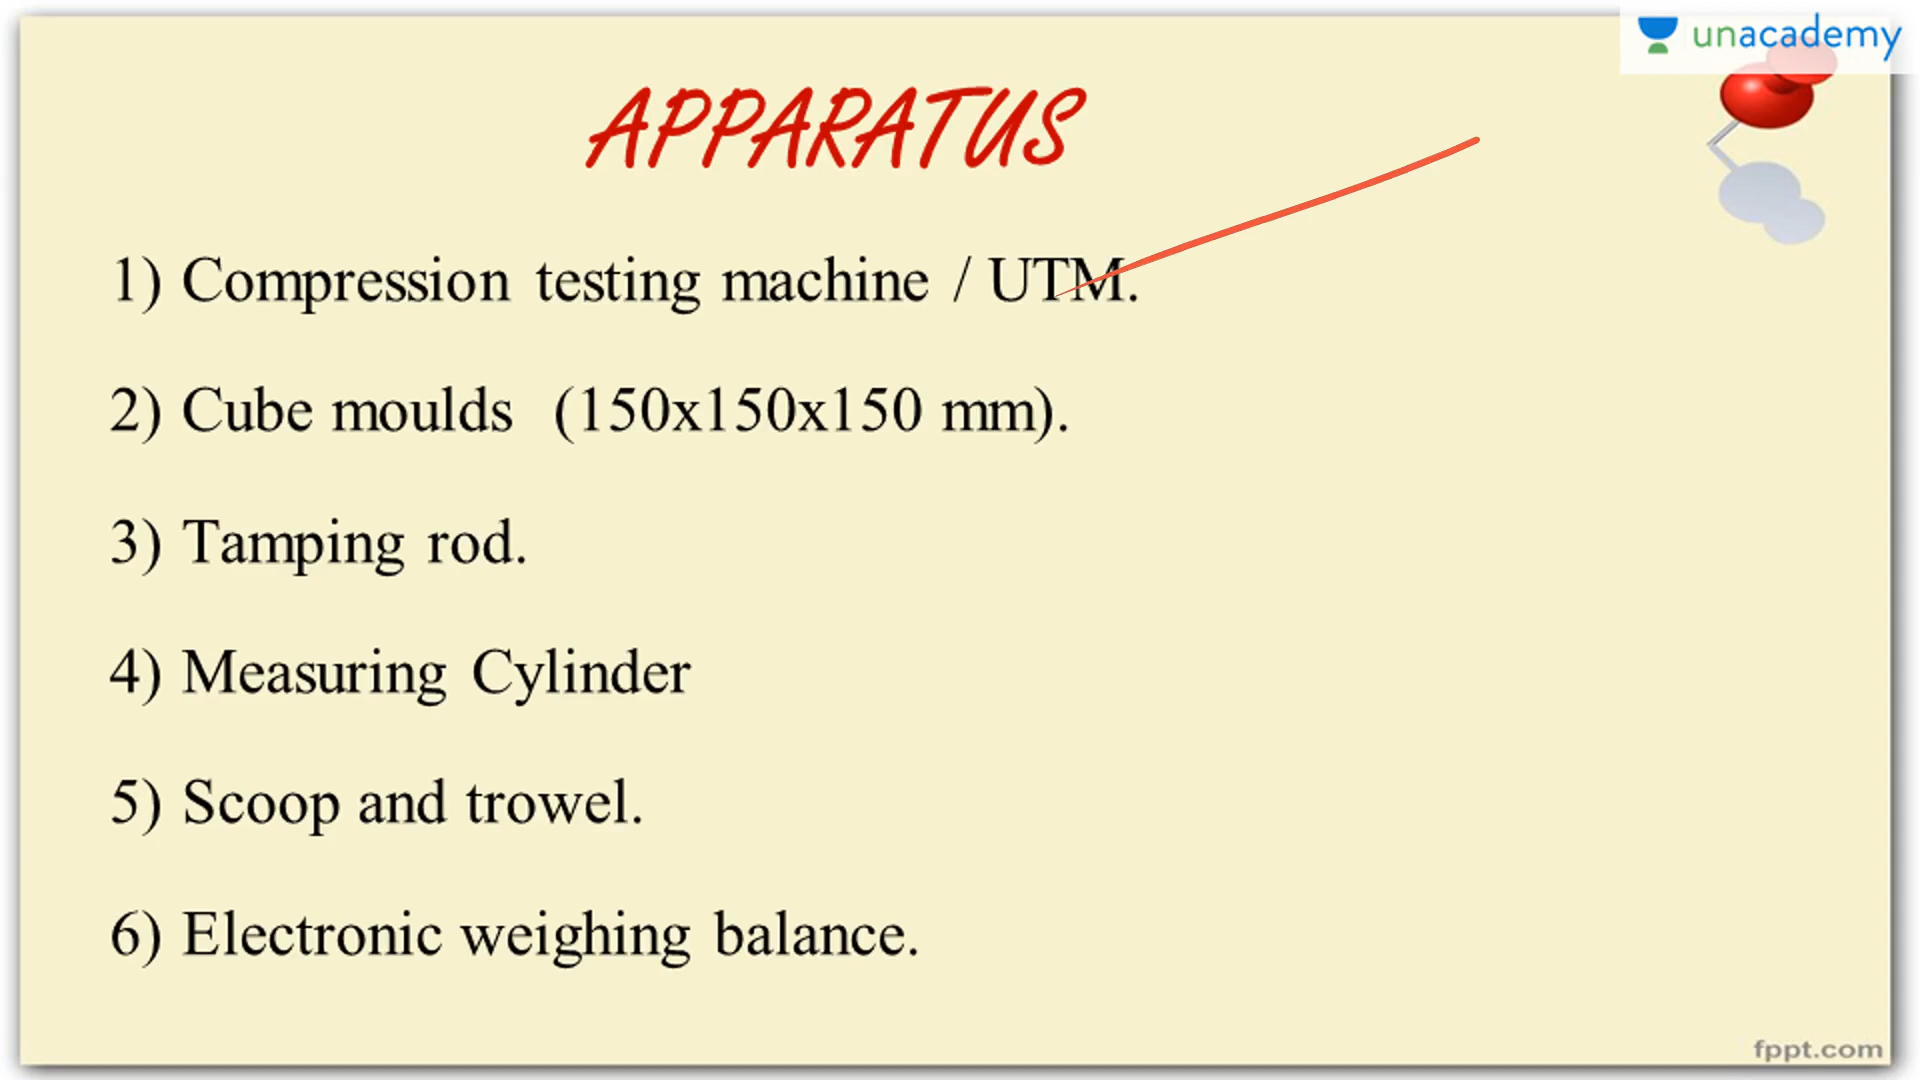 unacademy
APPARATUS
1) Compression testing machine / UTM.
2) Cube moulds (150x150x150 mm).
3) Tamping rod.
4) Measuring Cylinder
5) Scoop and trowel.
6) Electronic weighing balance.
fppt.com